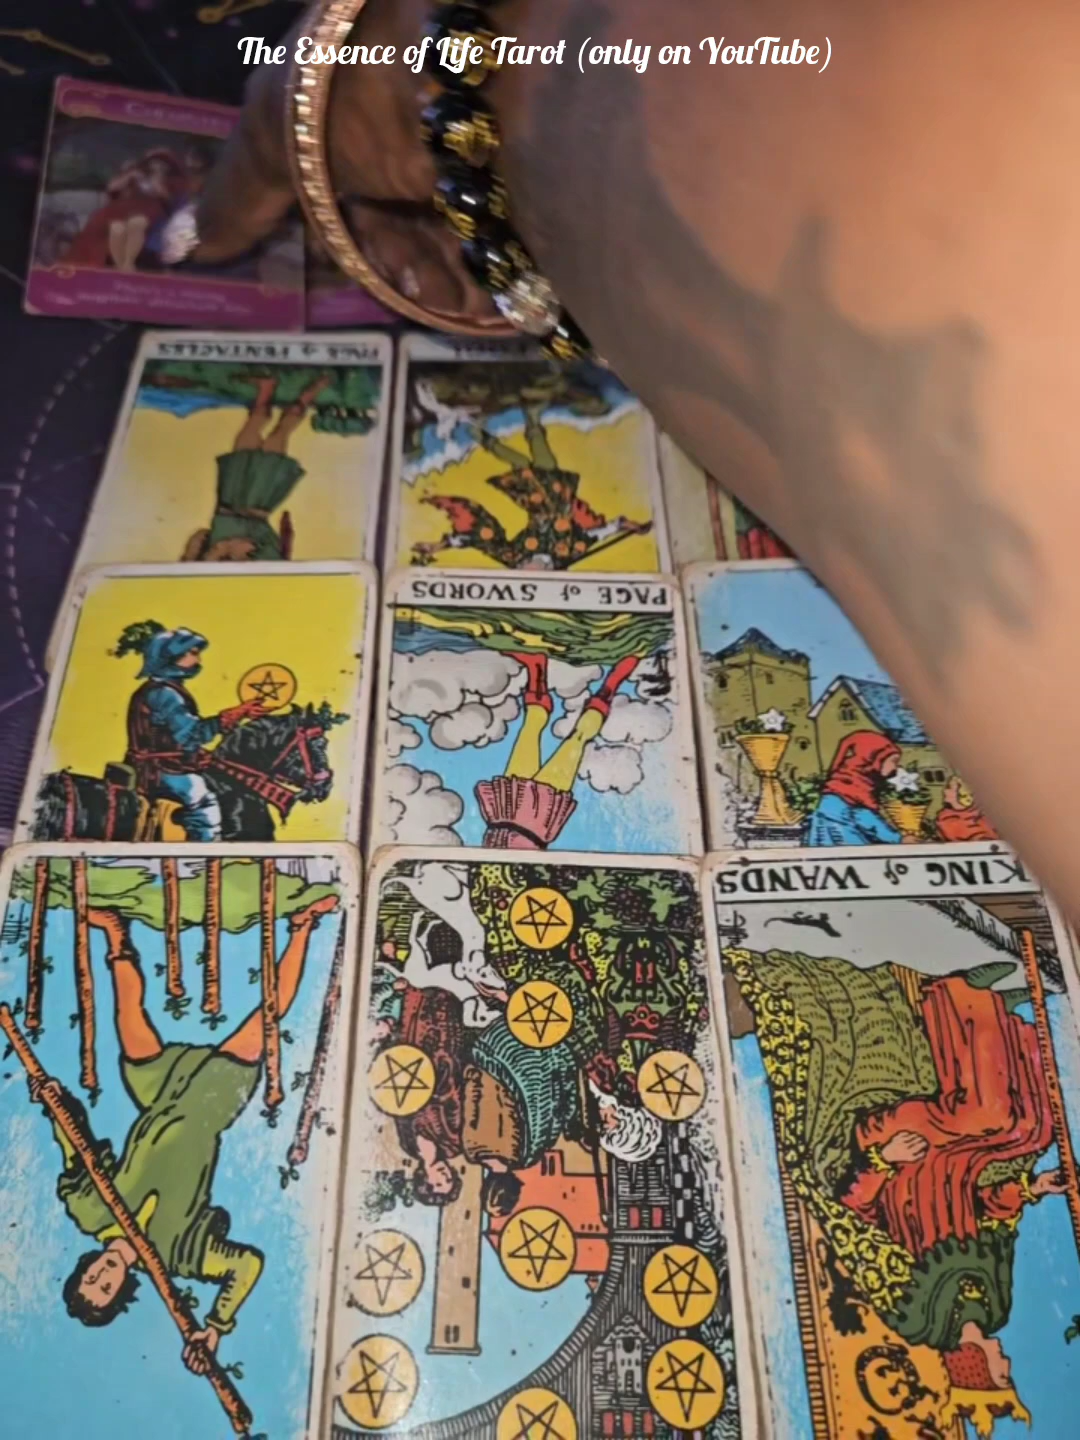 The Essence of Life Tarot (only on YouTube)
PAGE of PENTACLES
PAGE of SWORDS
KING of WANDS